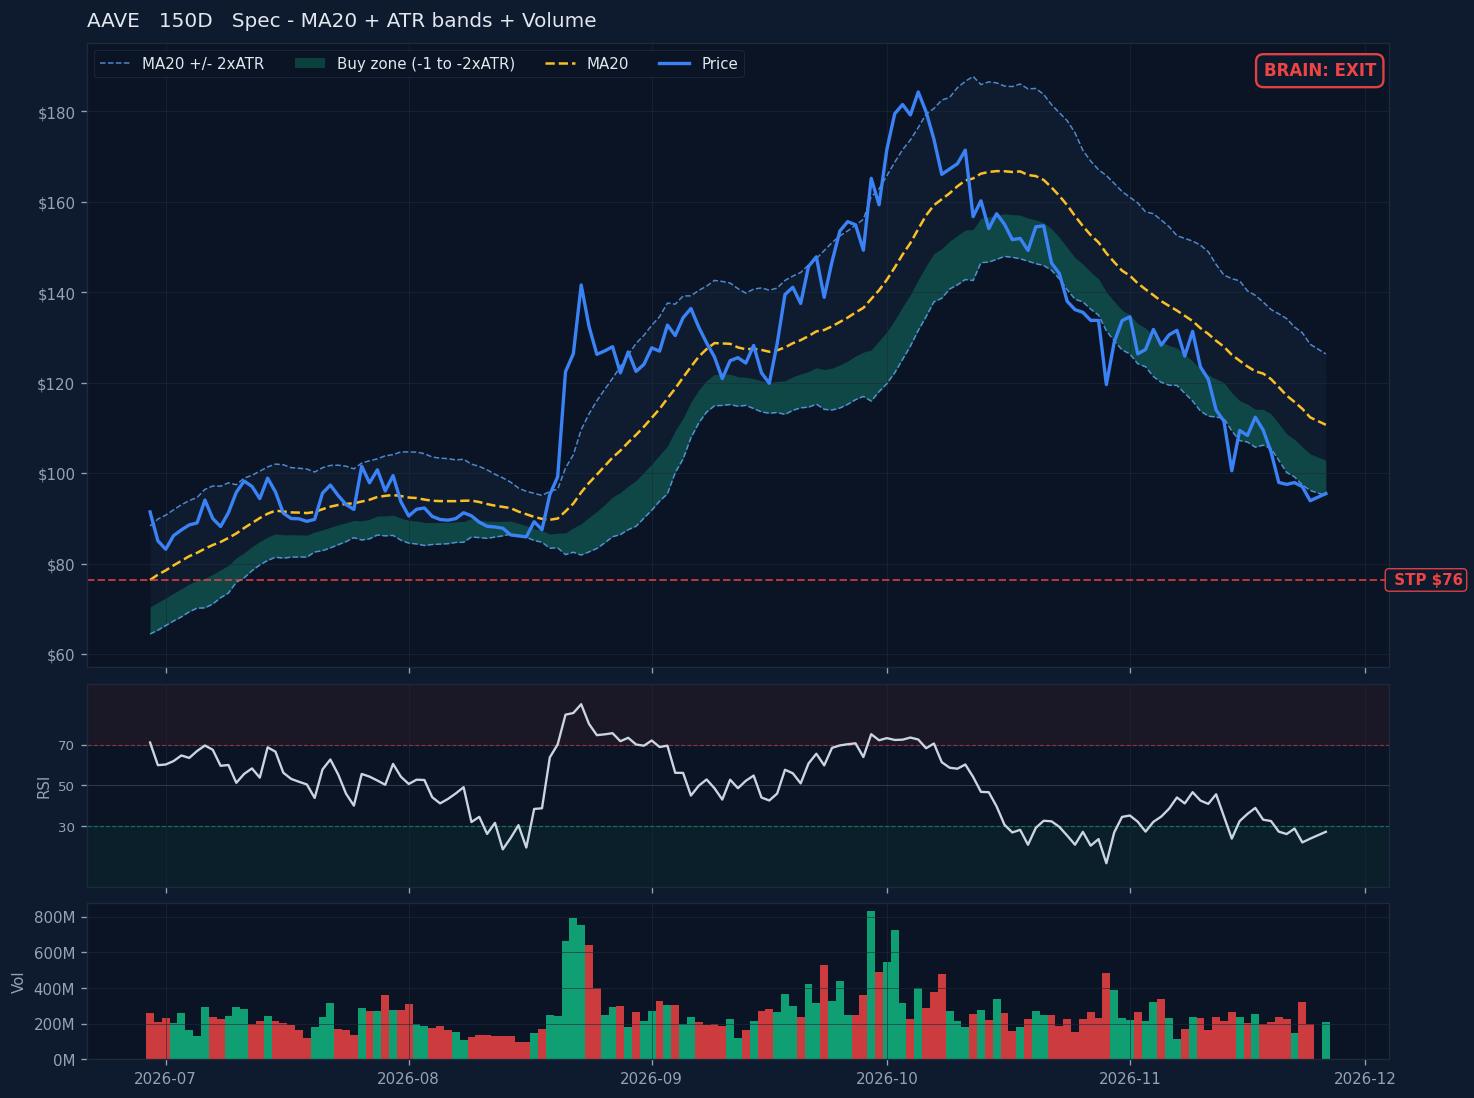 AAVE   150D   Spec - MA20 + ATR bands + Volume
MA20 +/- 2xATR   Buy zone (-1 to -2xATR)   MA20   Price
BRAIN: EXIT
$180
$160
$140
$120
$100
$80
STP $76
$60
70
50
30
RSI
800M
600M
400M
200M
0M
Vol
2026-07   2026-08   2026-09   2026-10   2026-11   2026-12